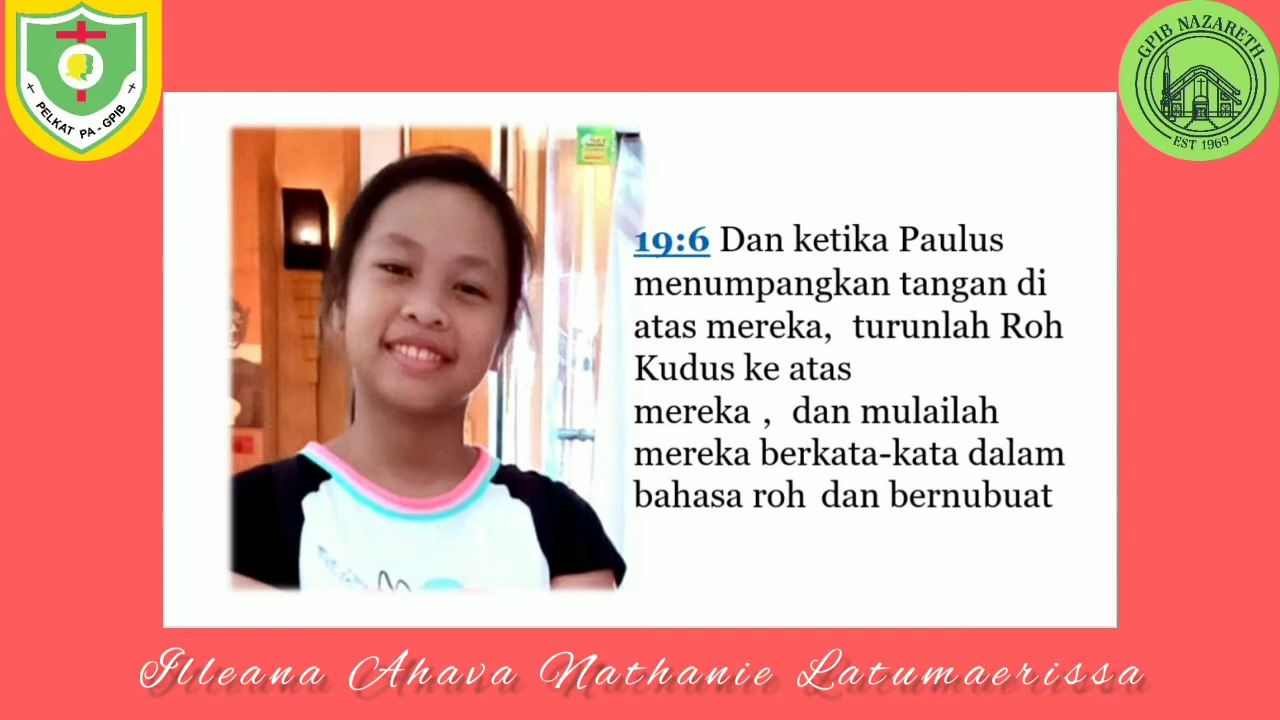 PELKAT PA - GPIB
GPIB NAZARETH
EST 1969
19:6 Dan ketika Paulus
menumpangkan tangan di
atas mereka, turunlah Roh
Kudus ke atas
mereka , dan mulailah
mereka berkata-kata dalam
bahasa roh dan bernubuat
Illeana Ahava Nathanie Latumaerissa